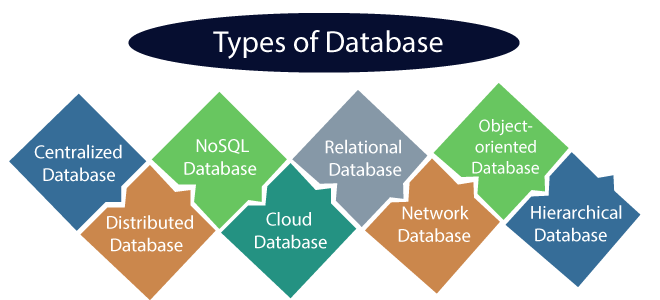 Types of Database
Centralized
Database
Distributed
Database
NoSQL
Database
Cloud
Database
Relational
Database
Network
Database
Object-
oriented
Database
Hierarchical
Database